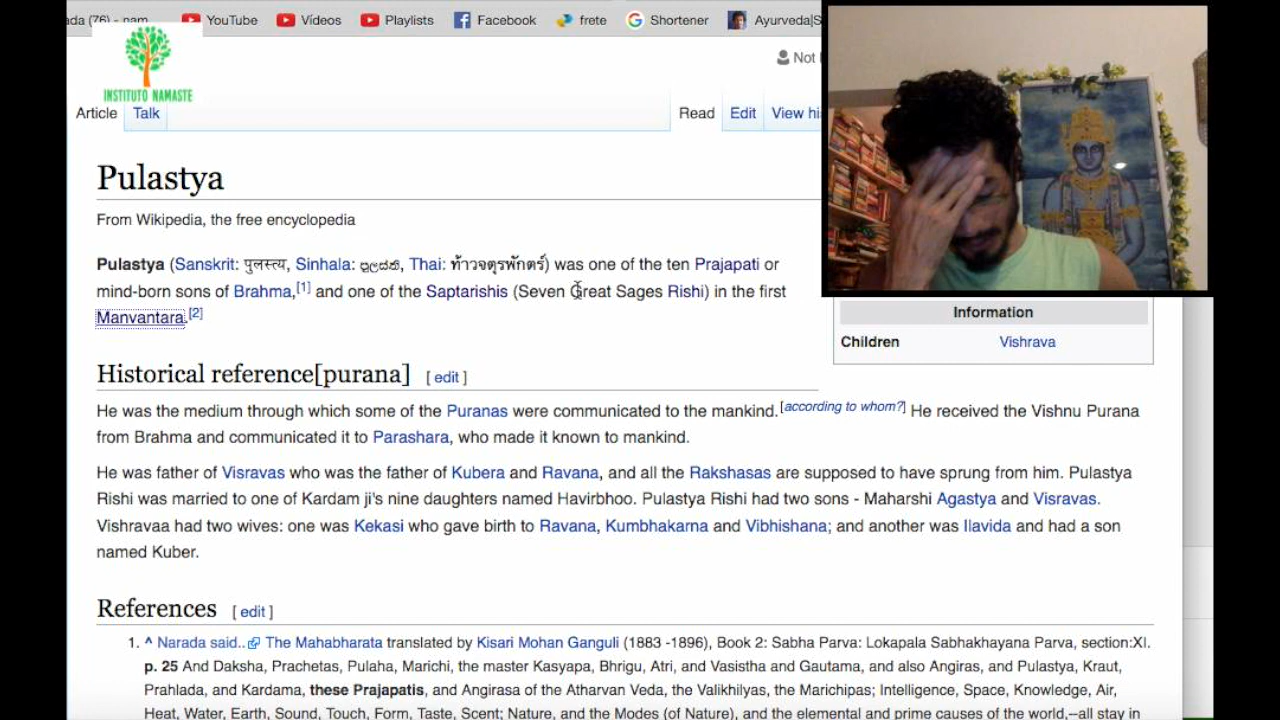 ada (76) - nam YouTube Vídeos Playlists Facebook frete Shortener Ayurveda|S
INSTITUTO NAMASTE
Not
Article Talk Read Edit View his
Pulastya
From Wikipedia, the free encyclopedia
Pulastya (Sanskrit: पुलस्त्य, Sinhala: පුලස්ති, Thai: ท้าวจตุรพักตร์) was one of the ten Prajapati or
mind-born sons of Brahma,[1] and one of the Saptarishis (Seven Great Sages Rishi) in the first
Manvantara.[2]
Information
Children Vishrava
Historical reference[purana] [ edit ]
He was the medium through which some of the Puranas were communicated to the mankind.[according to whom?] He received the Vishnu Purana
from Brahma and communicated it to Parashara, who made it known to mankind.
He was father of Visravas who was the father of Kubera and Ravana, and all the Rakshasas are supposed to have sprung from him. Pulastya
Rishi was married to one of Kardam ji's nine daughters named Havirbhoo. Pulastya Rishi had two sons - Maharshi Agastya and Visravas.
Vishravaa had two wives: one was Kekasi who gave birth to Ravana, Kumbhakarna and Vibhishana; and another was Ilavida and had a son
named Kuber.
References [ edit ]
1. ^ Narada said.. The Mahabharata translated by Kisari Mohan Ganguli (1883 -1896), Book 2: Sabha Parva: Lokapala Sabhakhayana Parva, section:XI.
p. 25 And Daksha, Prachetas, Pulaha, Marichi, the master Kasyapa, Bhrigu, Atri, and Vasistha and Gautama, and also Angiras, and Pulastya, Kraut,
Prahlada, and Kardama, these Prajapatis, and Angirasa of the Atharvan Veda, the Valikhilyas, the Marichipas; Intelligence, Space, Knowledge, Air,
Heat, Water, Earth, Sound, Touch, Form, Taste, Scent; Nature, and the Modes (of Nature), and the elemental and prime causes of the world,--all stay in